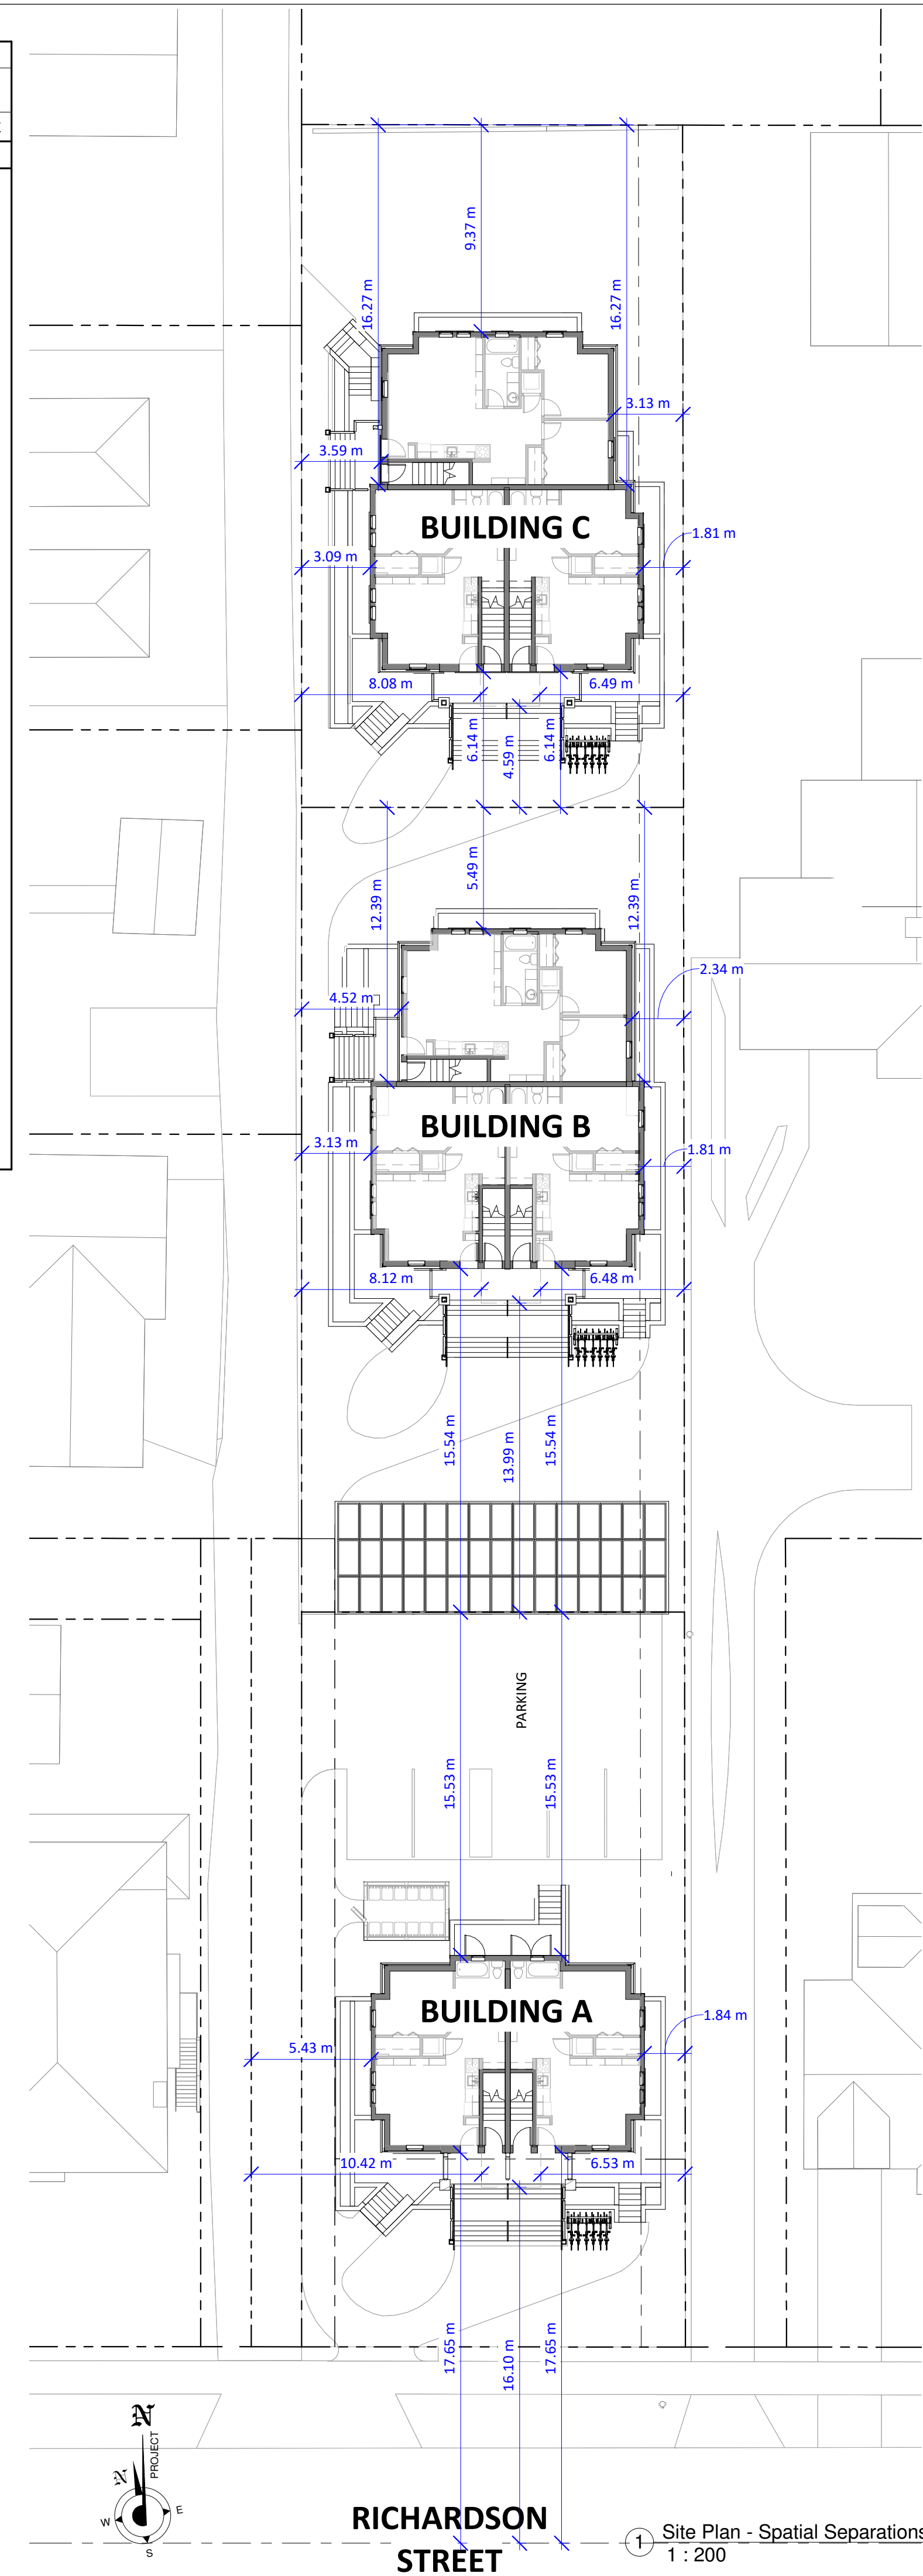 9.37 m
16.27 m
16.27 m
3.13 m
3.59 m
BUILDING C
1.81 m
3.09 m
8.08 m
6.49 m
6.14 m
4.59 m
6.14 m
5.49 m
12.39 m
12.39 m
2.34 m
4.52 m
BUILDING B
3.13 m
1.81 m
8.12 m
6.48 m
15.54 m
13.99 m
15.54 m
PARKING
15.53 m
15.53 m
BUILDING A
1.84 m
5.43 m
10.42 m
6.53 m
17.65 m
16.10 m
17.65 m
N
PROJECT
N
W
E
S
RICHARDSON
STREET
1
Site Plan - Spatial Separations
1 : 200